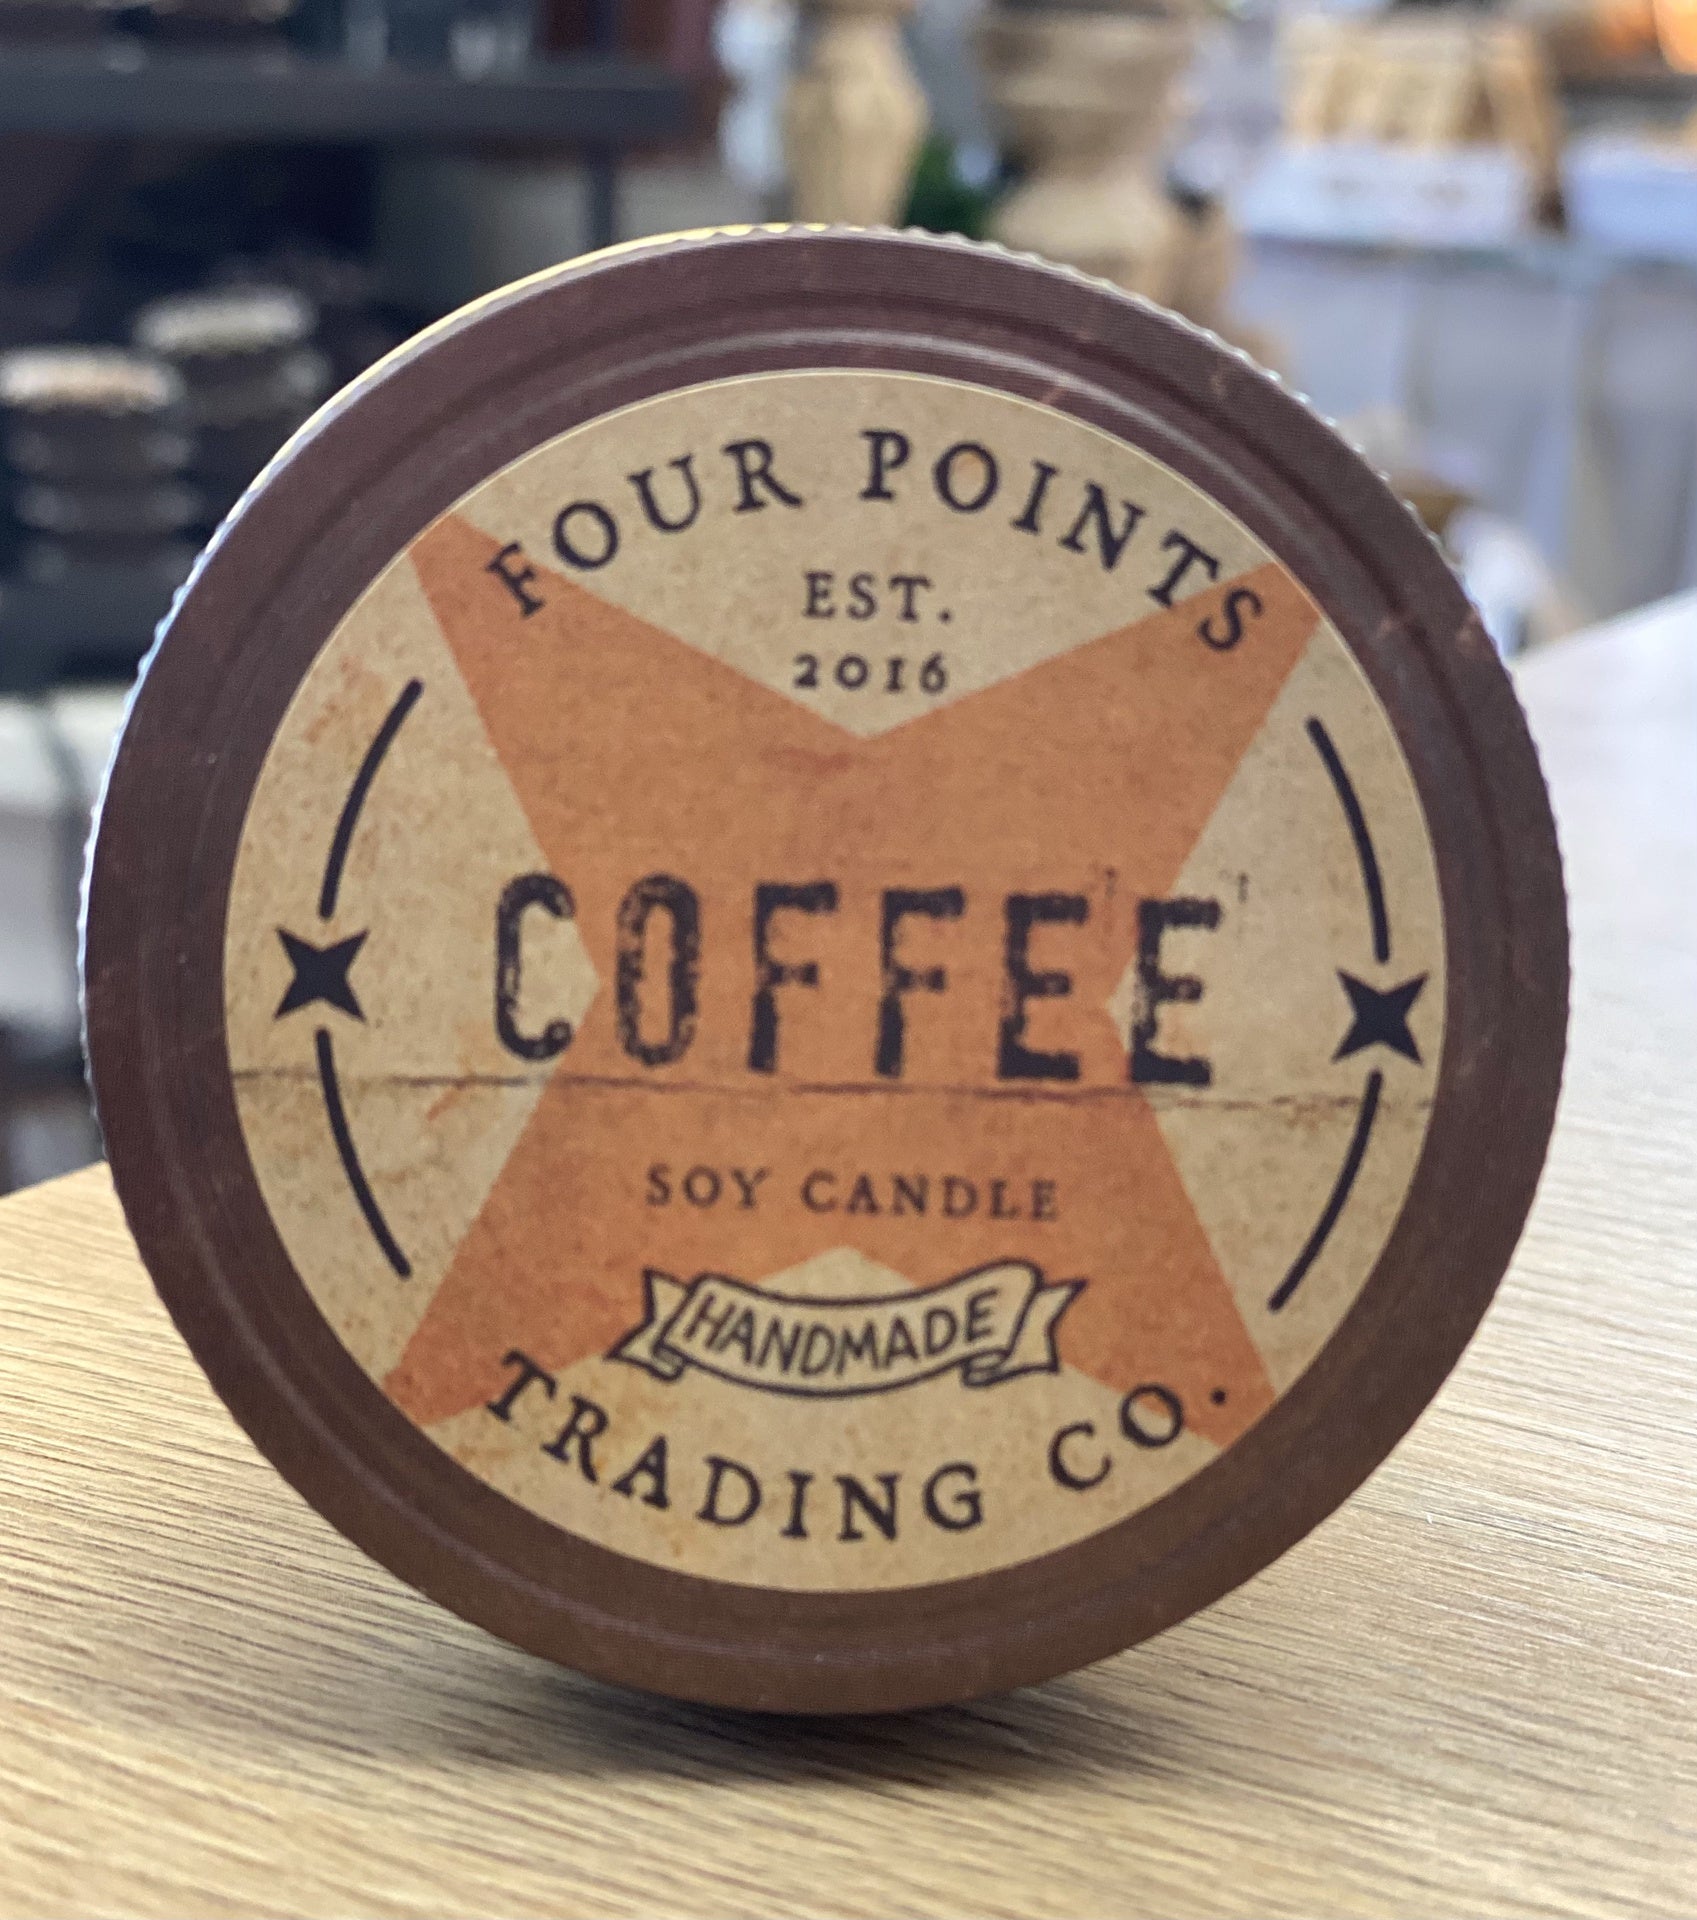 FOUR POINTS
EST.
2016
COFFEE
SOY CANDLE
HANDMADE
TRADING CO.